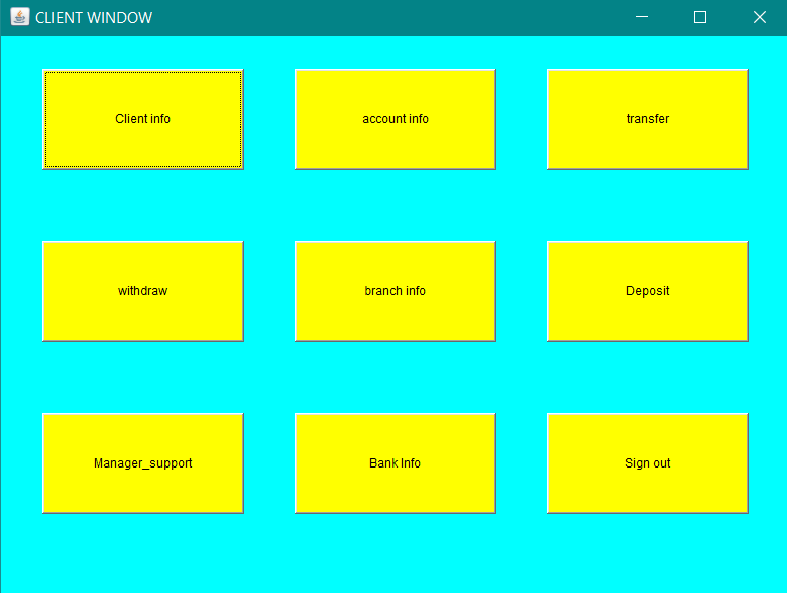 CLIENT WINDOW
Client info
account info
transfer
withdraw
branch info
Deposit
Manager_support
Bank Info
Sign out